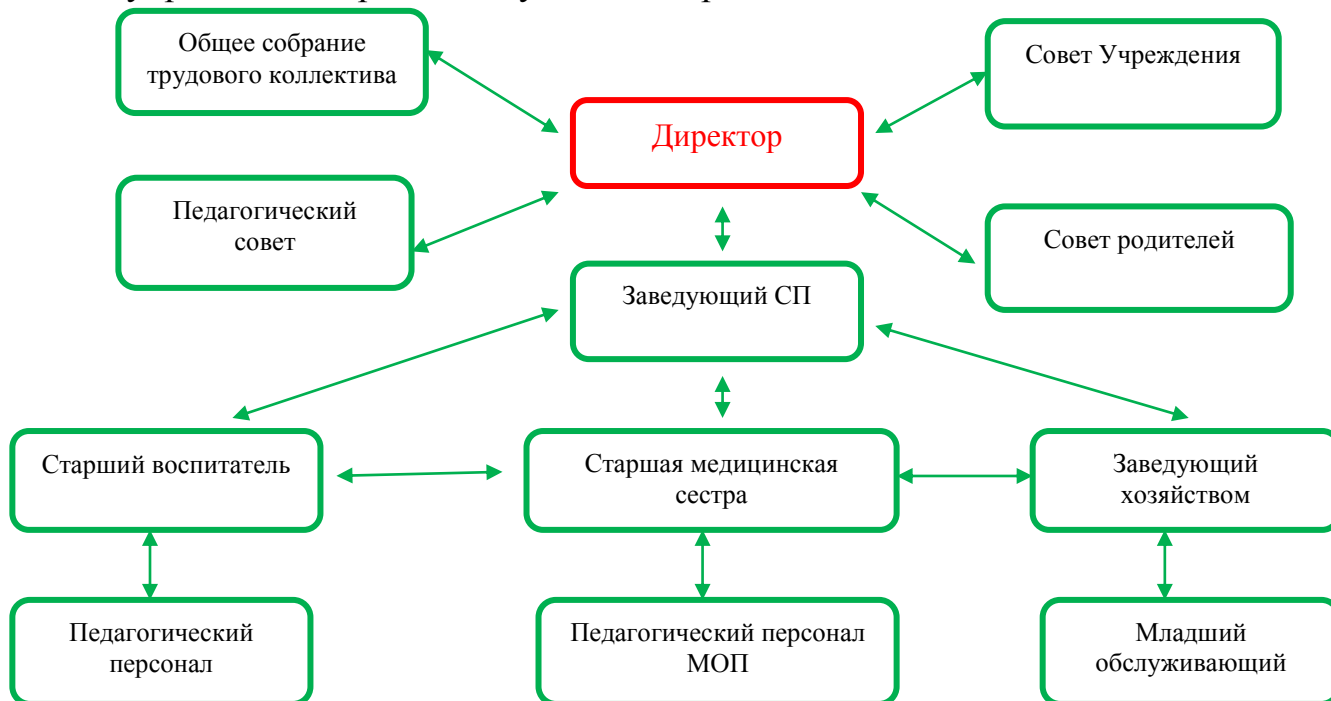 Общее собрание
трудового коллектива
Совет Учреждения
Директор
Педагогический
совет
Совет родителей
Заведующий СП
Старший воспитатель
Старшая медицинская
сестра
Заведующий
хозяйством
Педагогический
персонал
Педагогический персонал
МОП
Младший
обслуживающий